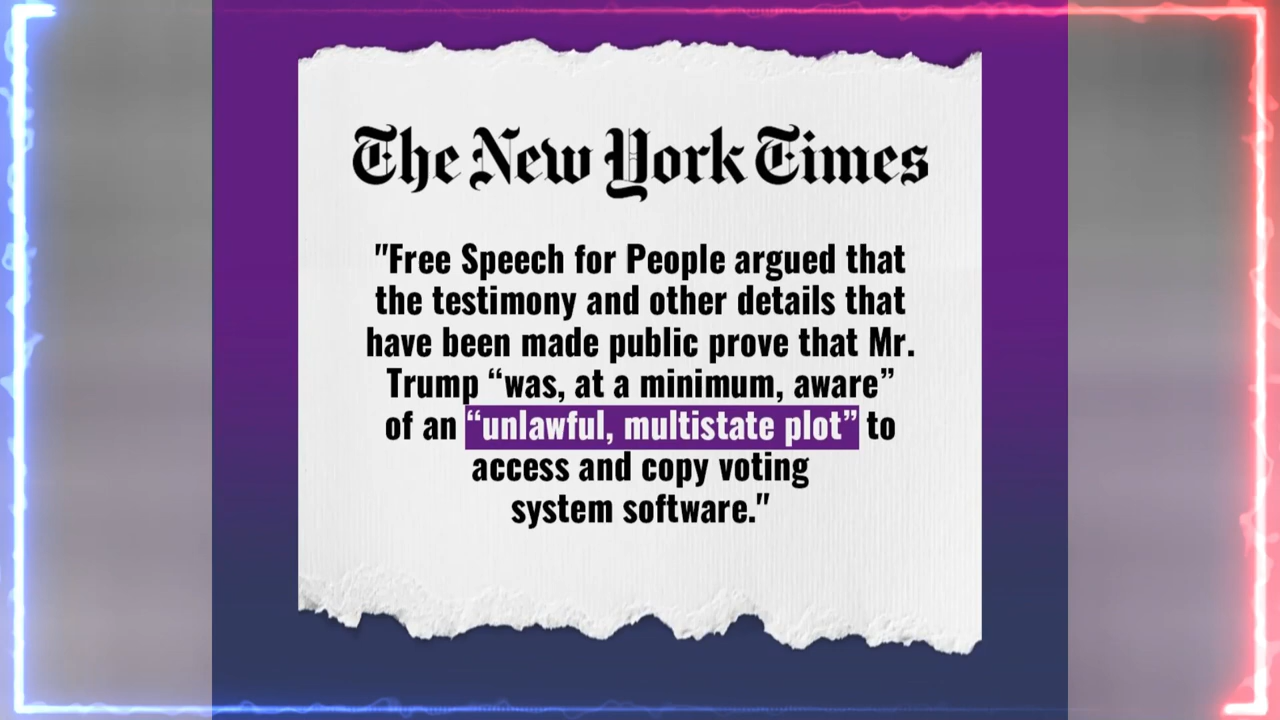 The New York Times
"Free Speech for People argued that
the testimony and other details that
have been made public prove that Mr.
Trump “was, at a minimum, aware”
of an “unlawful, multistate plot” to
access and copy voting
system software."